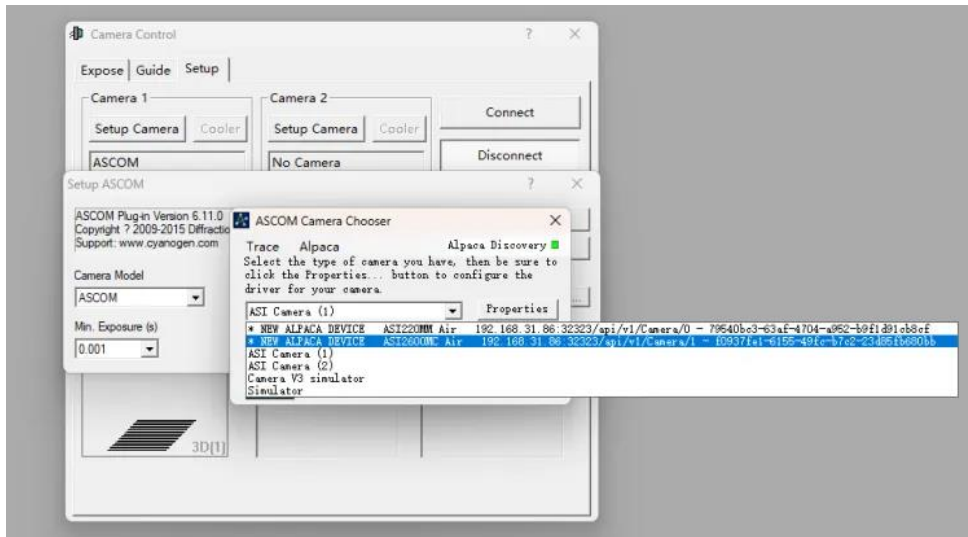 Camera Control
?
Expose Guide Setup
Camera 1
Camera 2
Connect
Setup Camera Cooler
Setup Camera Cooler
Disconnect
ASCOM
No Camera
Setup ASCOM
?
ASCOM Plug-in Version 6.11.0
Copyright ? 2009-2015 Diffractio
Support: www.cyanogen.com
Camera Model
ASCOM
Min. Exposure (s)
0.001
...
ASCOM Camera Chooser
Trace Alpaca
Alpaca Discovery
Select the type of camera you have, then be sure to
click the Properties... button to configure the
driver for your camera.
ASI Camera (1)
Properties
* NEW ALPACA DEVICE ASI220MM Air 192.168.31.86:32323/api/v1/Camera/0 - 79540bc3-63af-4704-a952-b9f1d91cb8cf
* NEW ALPACA DEVICE ASI2600MC Air 192.168.31.86:32323/api/v1/Camera/1 - f0937fe1-6155-49fc-b7c2-23d85fb680bb
ASI Camera (1)
ASI Camera (2)
Camera V3 simulator
Simulator
3D[1]